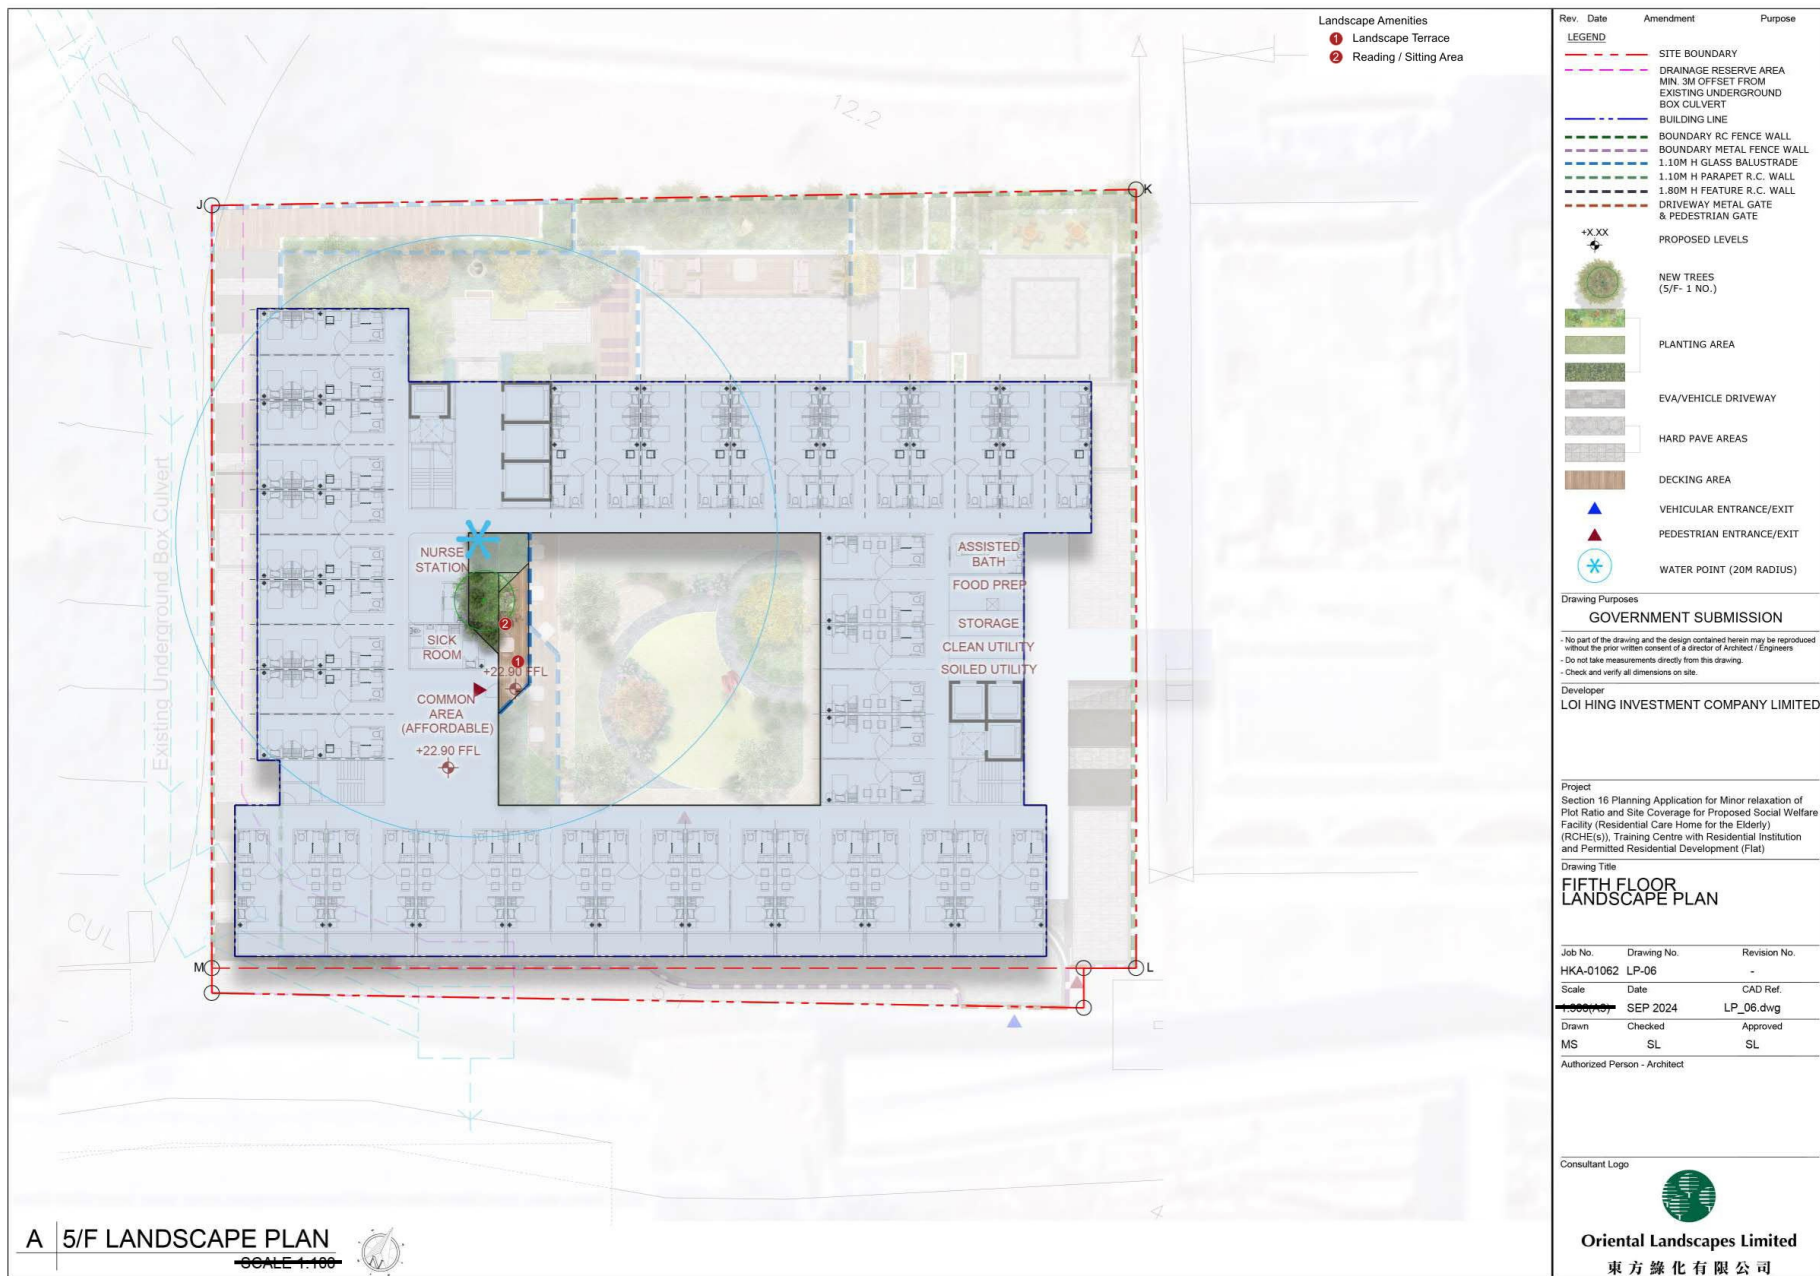 Landscape Amenities
1 Landscape Terrace
2 Reading / Sitting Area
12.2
J
K
Existing Underground Box Culvert
NURSE
STATION
SICK
ROOM
2
1
+22.90 FFL
COMMON
AREA
(AFFORDABLE)
+22.90 FFL
ASSISTED
BATH
FOOD PREP
STORAGE
CLEAN UTILITY
SOILED UTILITY
CUL
M
L
A
5/F LANDSCAPE PLAN
SCALE 1:100
N
Rev. Date Amendment Purpose
LEGEND
SITE BOUNDARY
DRAINAGE RESERVE AREA
MIN. 3M OFFSET FROM
EXISTING UNDERGROUND
BOX CULVERT
BUILDING LINE
BOUNDARY RC FENCE WALL
BOUNDARY METAL FENCE WALL
1.10M H GLASS BALUSTRADE
1.10M H PARAPET R.C. WALL
1.80M H FEATURE R.C. WALL
DRIVEWAY METAL GATE
& PEDESTRIAN GATE
+X.XX
PROPOSED LEVELS
NEW TREES
(5/F- 1 NO.)
PLANTING AREA
EVA/VEHICLE DRIVEWAY
HARD PAVE AREAS
DECKING AREA
VEHICULAR ENTRANCE/EXIT
PEDESTRIAN ENTRANCE/EXIT
WATER POINT (20M RADIUS)
Drawing Purposes
GOVERNMENT SUBMISSION
- No part of the drawing and the design contained herein may be reproduced
without the prior written consent of a director of Architect / Engineers
- Do not take measurements directly from this drawing.
- Check and verify all dimensions on site.
Developer
LOI HING INVESTMENT COMPANY LIMITED
Project
Section 16 Planning Application for Minor relaxation of
Plot Ratio and Site Coverage for Proposed Social Welfare
Facility (Residential Care Home for the Elderly)
(RCHE(s)), Training Centre with Residential Institution
and Permitted Residential Development (Flat)
Drawing Title
FIFTH FLOOR
LANDSCAPE PLAN
Job No. Drawing No. Revision No.
HKA-01062 LP-06 -
Scale Date CAD Ref.
SEP 2024 LP_06.dwg
Drawn Checked Approved
MS SL SL
Authorized Person - Architect
Consultant Logo
Oriental Landscapes Limited
東方綠化有限公司